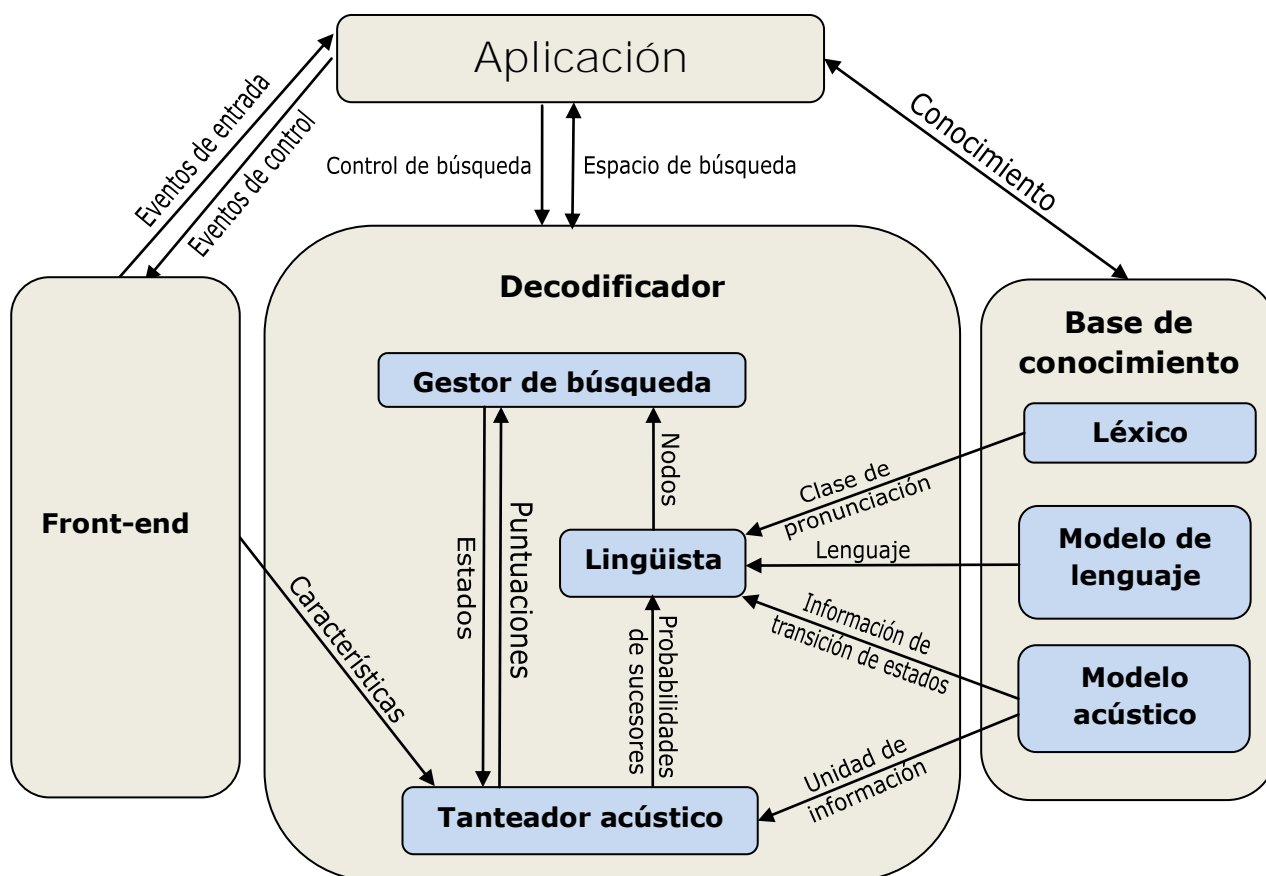 Aplicación
Eventos de entrada
Eventos de control
Control de búsqueda
Espacio de búsqueda
Conocimiento
Front-end
Decodificador
Gestor de búsqueda
Nodos
Estados
Puntuaciones
Lingüista
Probabilidades
de sucesores
Características
Tanteador acústico
Clase de
pronunciación
Lenguaje
Información de
transición de estados
Unidad de
información
Base de
conocimiento
Léxico
Modelo de
lenguaje
Modelo
acústico